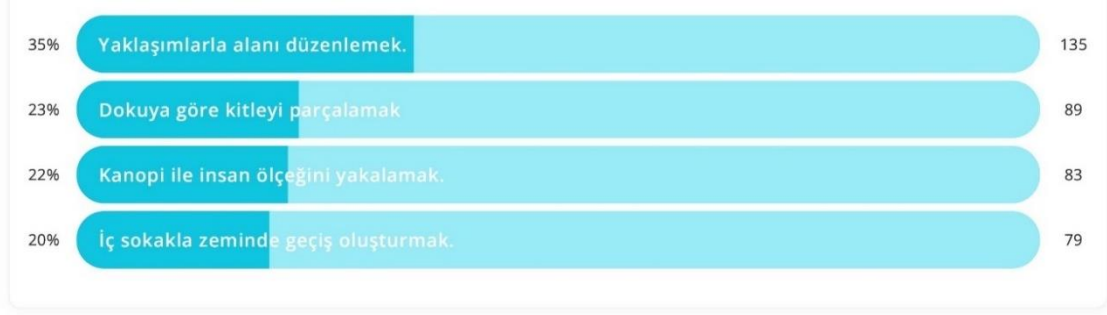 35% Yaklaşımlarla alanı düzenlemek. 135
23% Dokuya göre kitleyi parçalamak 89
22% Kanopi ile insan ölçeğini yakalamak. 83
20% İç sokakla zeminde geçiş oluşturmak. 79